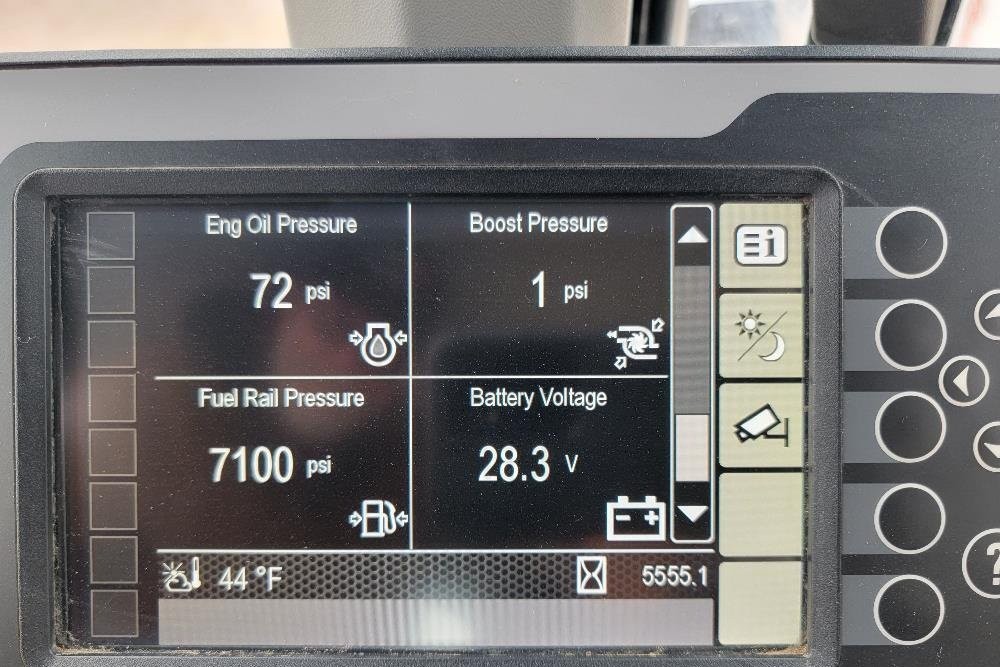 Eng Oil Pressure
72 psi
Boost Pressure
1 psi
Fuel Rail Pressure
7100 psi
Battery Voltage
28.3 V
44 °F
5555.1
?